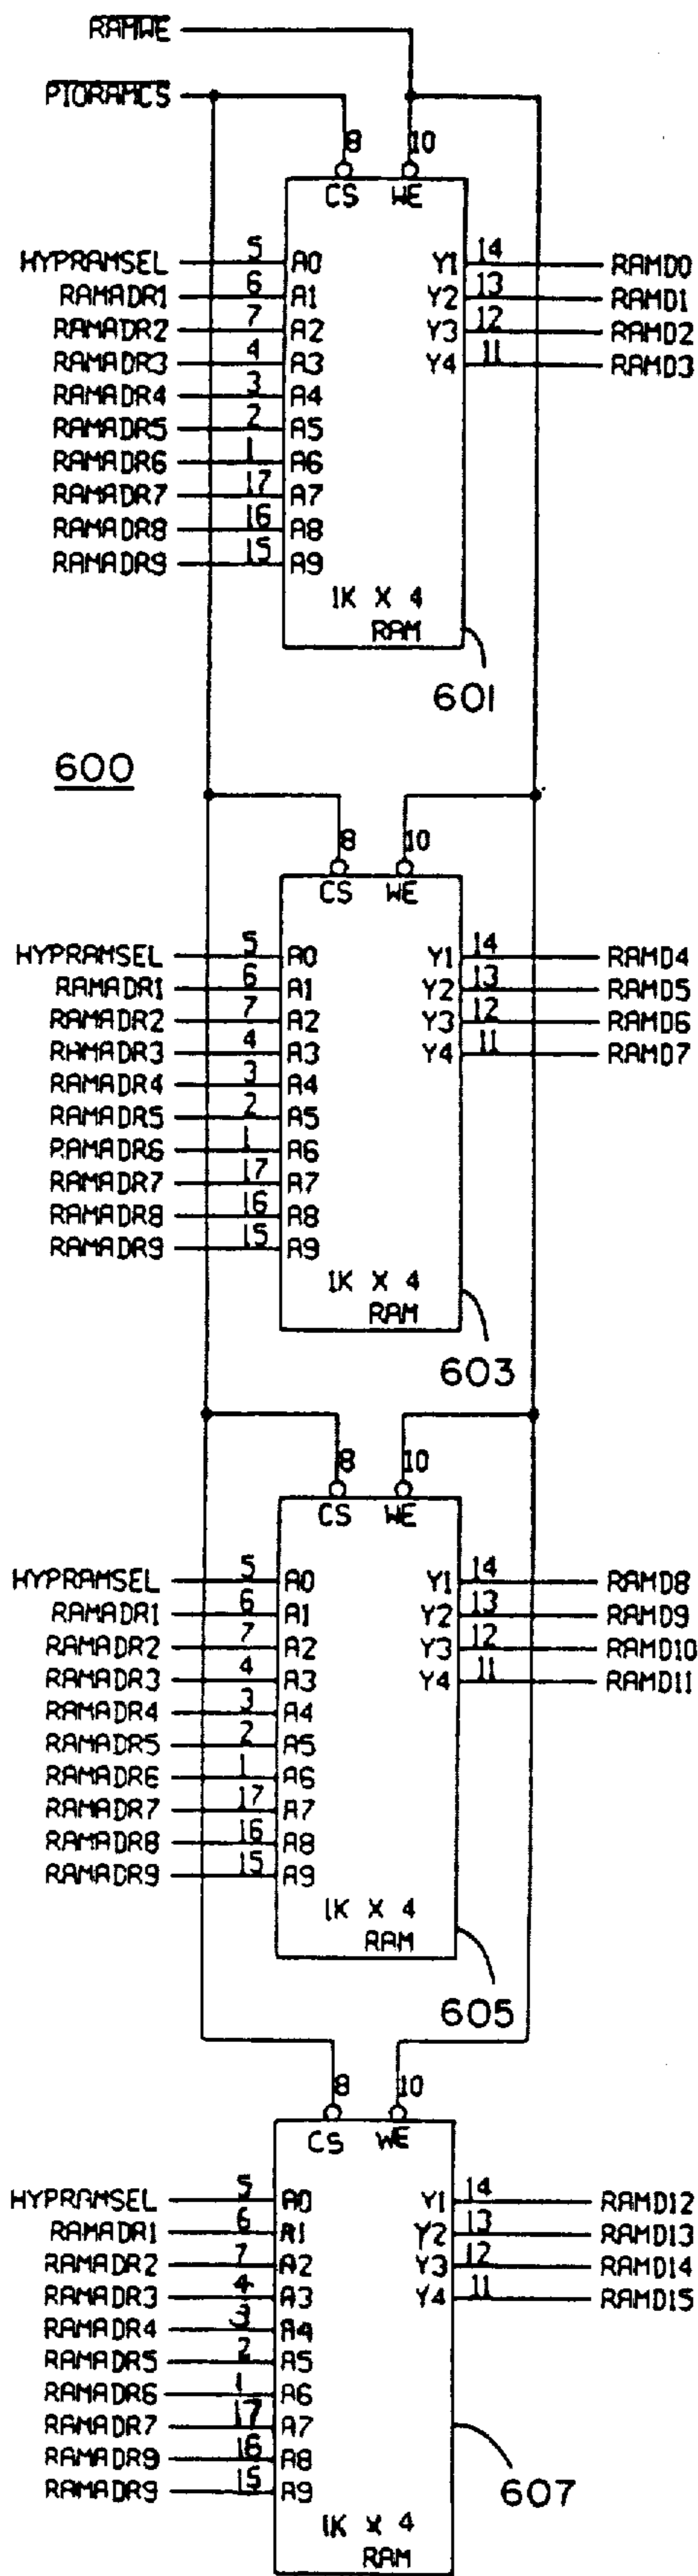 RAMWE
PIORAMCS
8 10
CS WE
HYPRAMSEL 5 A0 Y1 14 RAMD0
RAMADR1 6 A1 Y2 13 RAMD1
RAMADR2 7 A2 Y3 12 RAMD2
RAMADR3 4 A3 Y4 11 RAMD3
RAMADR4 3 A4
RAMADR5 2 A5
RAMADR6 1 A6
RAMADR7 17 A7
RAMADR8 16 A8
RAMADR9 15 A9
1K X 4
RAM
601
600
8 10
CS WE
HYPRAMSEL 5 A0 Y1 14 RAMD4
RAMADR1 6 A1 Y2 13 RAMD5
RAMADR2 7 A2 Y3 12 RAMD6
RHMADR3 4 A3 Y4 11 RAMD7
RAMADR4 3 A4
RAMADR5 2 A5
RAMADR6 1 A6
RAMADR7 17 A7
RAMADR8 16 A8
RAMADR9 15 A9
1K X 4
RAM
603
8 10
CS WE
HYPRAMSEL 5 A0 Y1 14 RAMD8
RAMADR1 6 A1 Y2 13 RAMD9
RAMADR2 7 A2 Y3 12 RAMD10
RAMADR3 4 A3 Y4 11 RAMD11
RAMADR4 3 A4
RAMADR5 2 A5
RAMADR6 1 A6
RAMADR7 17 A7
RAMADR8 16 A8
RAMADR9 15 A9
1K X 4
RAM
605
8 10
CS WE
HYPRAMSEL 5 A0 Y1 14 RAMD12
RAMADR1 6 A1 Y2 13 RAMD13
RAMADR2 7 A2 Y3 12 RAMD14
RAMADR3 4 A3 Y4 11 RAMD15
RAMADR4 3 A4
RAMADR5 2 A5
RAMADR6 1 A6
RAMADR7 17 A7
RAMADR9 16 A8
RAMADR9 15 A9
1K X 4
RAM
607